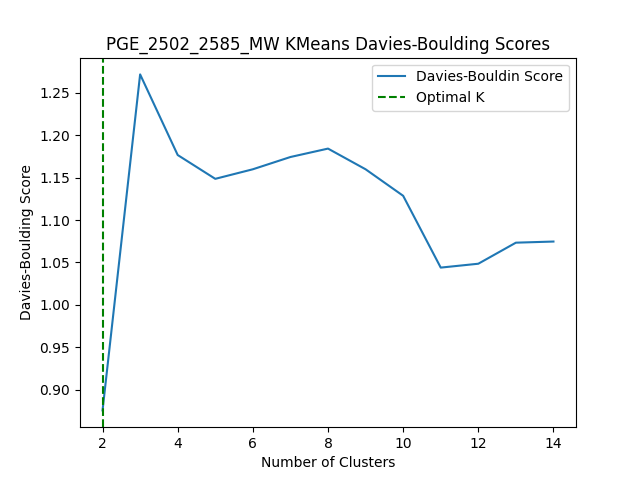 PGE_2502_2585_MW KMeans Davies-Boulding Scores
Davies-Bouldin Score
Optimal K
Davies-Boulding Score
1.25
1.20
1.15
1.10
1.05
1.00
0.95
0.90
2 4 6 8 10 12 14
Number of Clusters